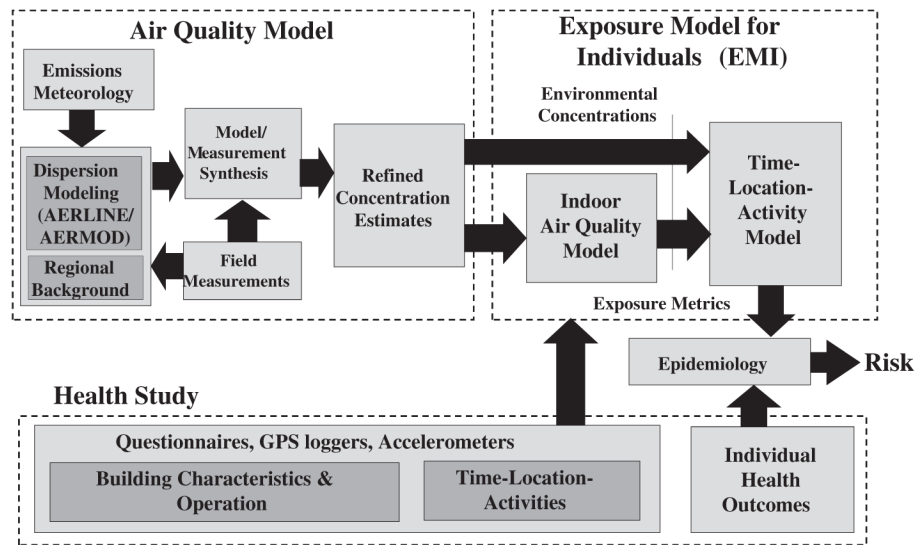 Air Quality Model
Emissions
Meteorology
Dispersion
Modeling
(AERLINE/
AERMOD)
Regional
Background
Model/
Measurement
Synthesis
Field
Measurements
Refined
Concentration
Estimates
Exposure Model for
Individuals (EMI)
Environmental
Concentrations
Indoor
Air Quality
Model
Time-
Location-
Activity
Model
Exposure Metrics
Epidemiology
Risk
Health Study
Questionnaires, GPS loggers, Accelerometers
Building Characteristics &
Operation
Time-Location-
Activities
Individual
Health
Outcomes